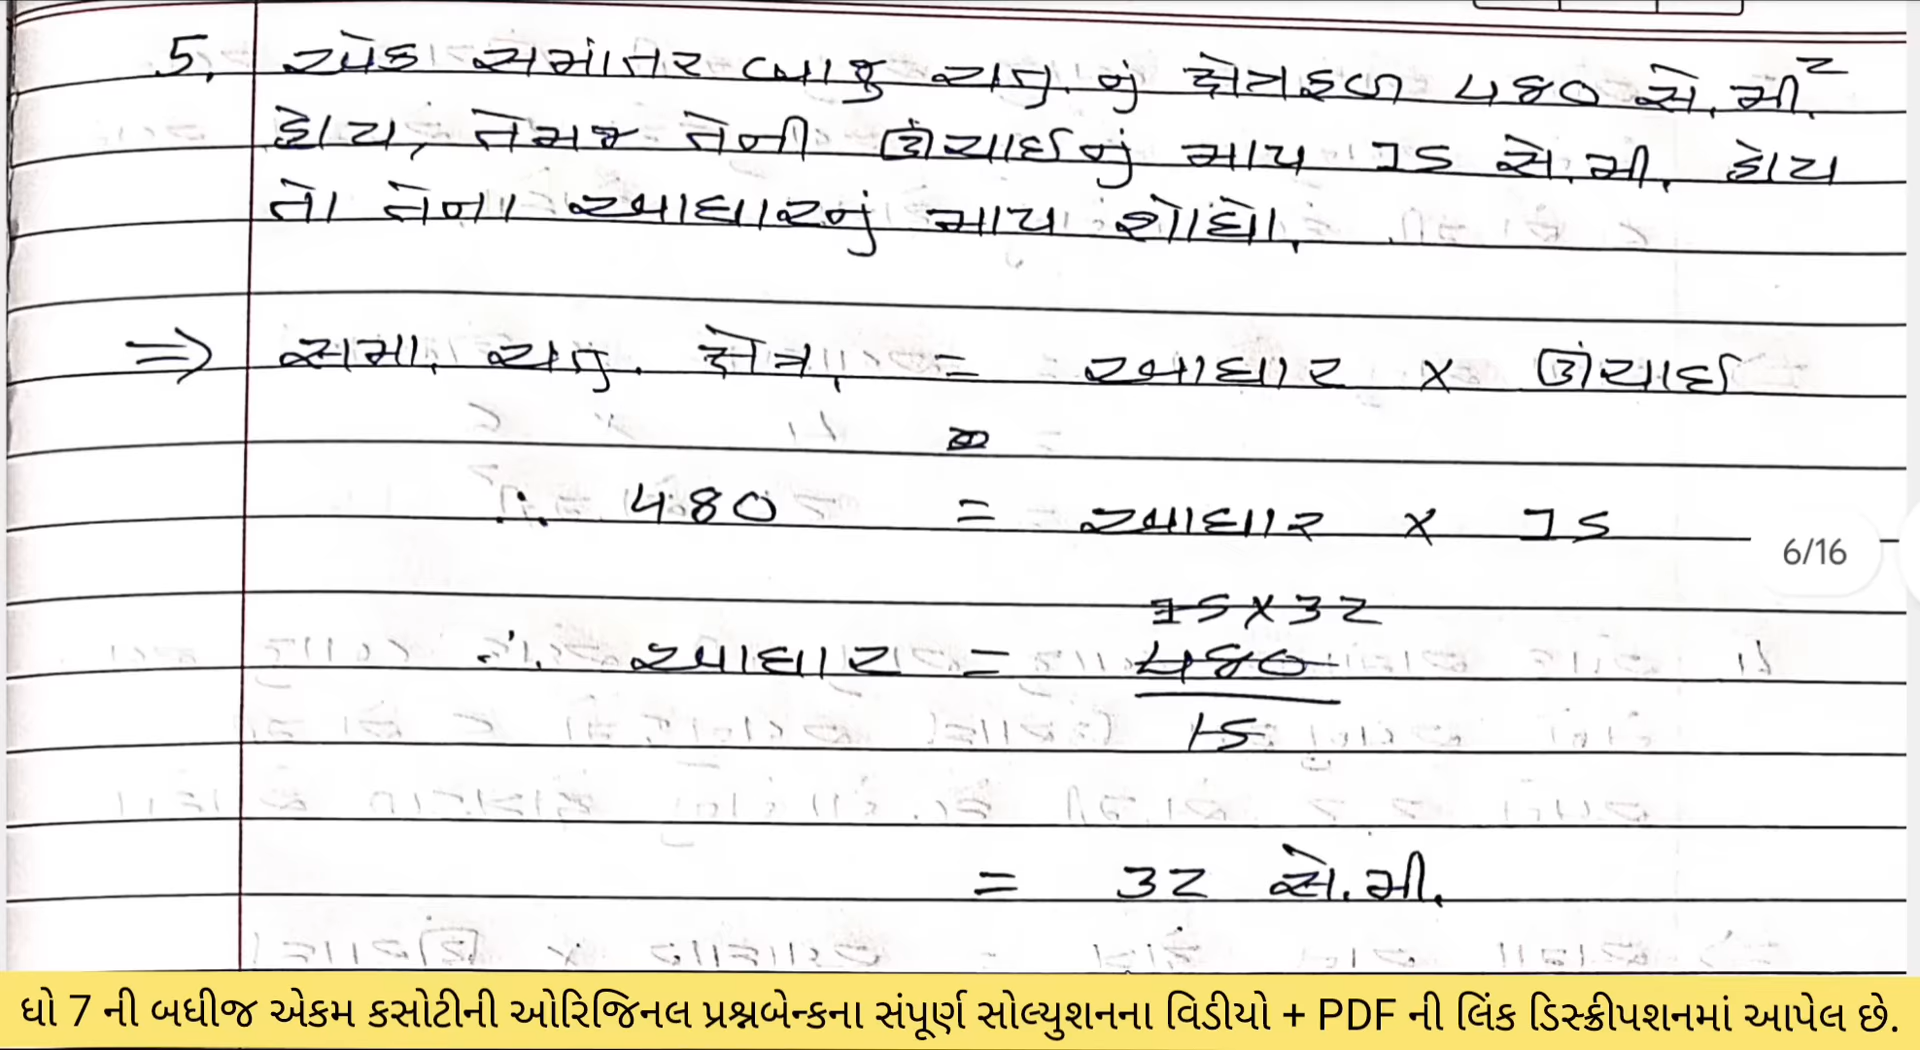 5. એક સમાંતર બાજુ ચતુ. નું ક્ષેત્રફળ 480 સે.મી.²
હોય, તેમજ તેની ઊંચાઈનું માપ 15 સે.મી. હોય
તો તેના આધારનું માપ શોધો.
⇒ સમા. ચતુ. ક્ષેત્ર. = આધાર × ઊંચાઈ
∴ 480 = આધાર × 15
15×32
∴ આધાર = 480
15
= 32 સે.મી.
6/16
ધો 7 ની બધીજ એકમ કસોટીની ઓરિજિનલ પ્રશ્નબેન્કના સંપૂર્ણ સોલ્યુશનના વિડીયો + PDF ની લિંક ડિસ્ક્રીપશનમાં આપેલ છે.